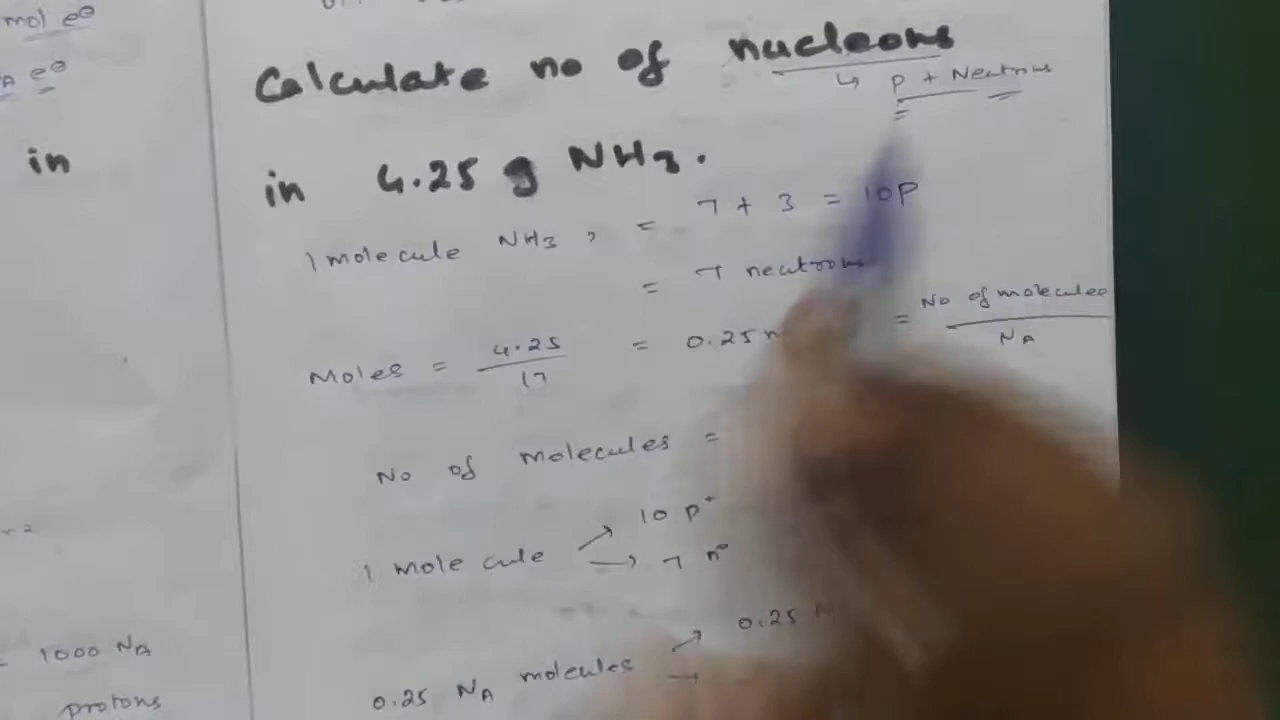 mol e⊖
e⊖
in
= 1000 NA
protons
Calculate no of nucleons
↳ p + Neutrons
=
in 4.25 g NH3.
1 molecule NH3 , = 7 + 3 = 10P
= 7 neutrons
Moles = 4.25 / 17 = 0.25 = No of molecules / NA
No of molecules =
1 molecule → 10 p+
→ 7 n°
0.25 NA molecules → 0.25 N
→